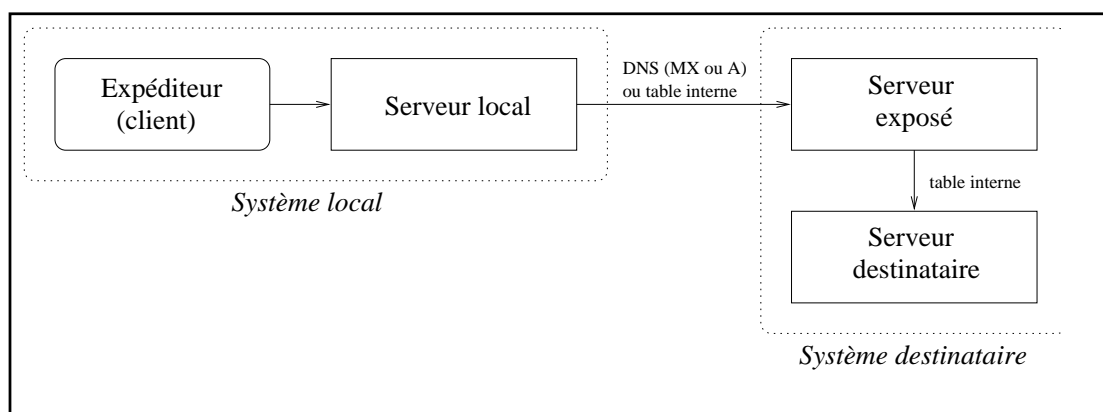 Expéditeur
(client)
Serveur local
Système local
DNS (MX ou A)
ou table interne
Serveur
exposé
table interne
Serveur
destinataire
Système destinataire